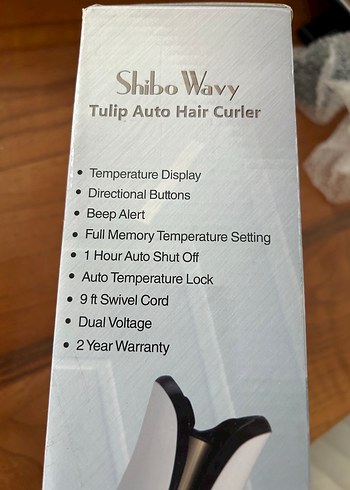 Shibo Wavy
Tulip Auto Hair Curler
• Temperature Display
• Directional Buttons
• Beep Alert
• Full Memory Temperature Setting
• 1 Hour Auto Shut Off
• Auto Temperature Lock
• 9 ft Swivel Cord
• Dual Voltage
• 2 Year Warranty